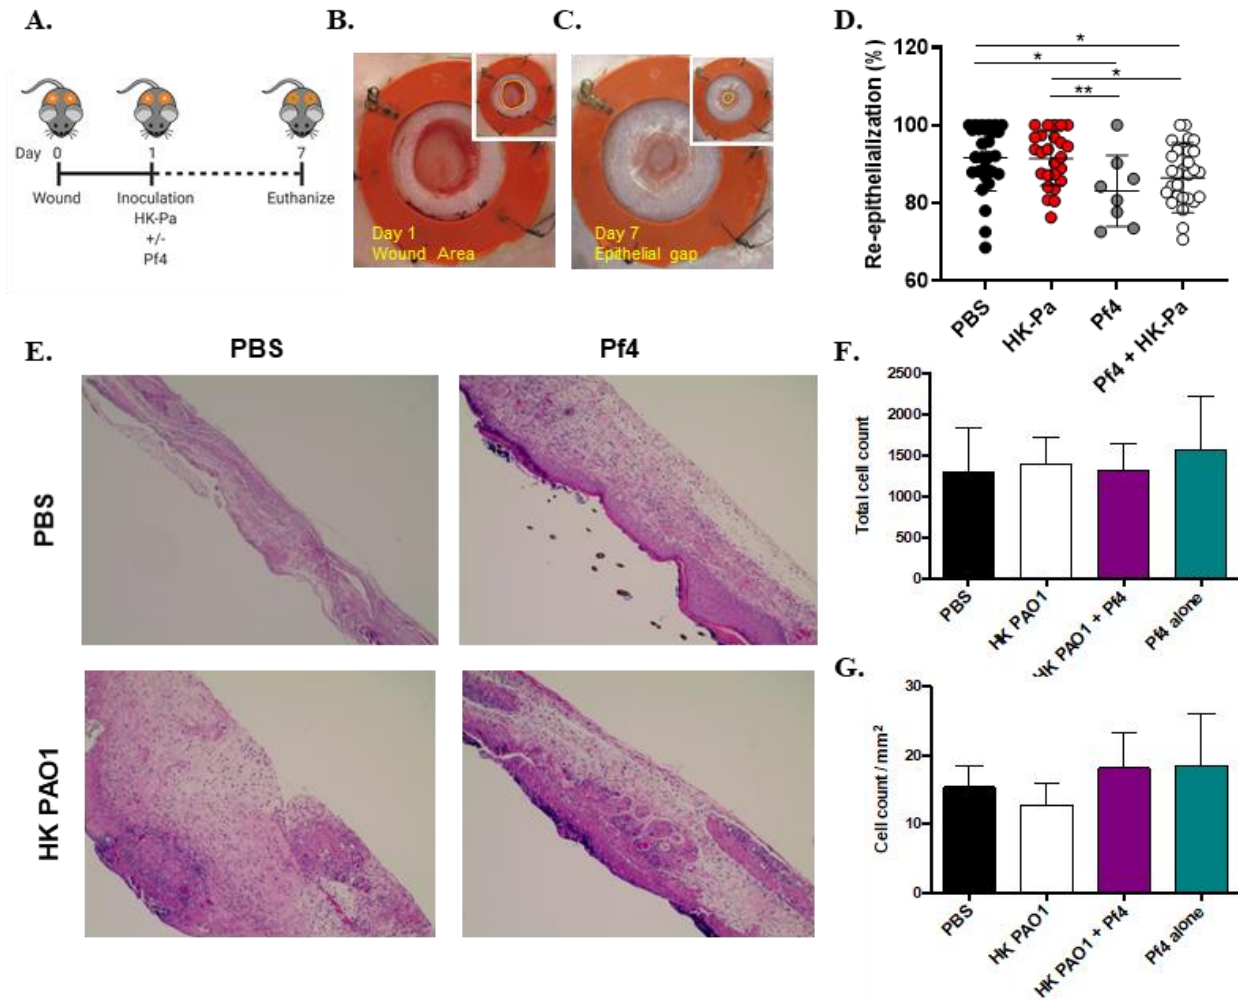 A.
Day 0 1 7
Wound Inoculation Euthanize
HK-Pa
+/-
Pf4
B.
Day 1
Wound Area
C.
Day 7
Epithelial gap
D.
Re-epithelialization (%)
120
100
80
60
*
*
*
**
PBS
HK-Pa
Pf4
Pf4 + HK-Pa
E.
PBS Pf4
PBS
HK PAO1
F.
Total cell count
2500
2000
1500
1000
500
0
PBS
HK PAO1
HK PAO1 + Pf4
Pf4 alone
G.
Cell count / mm²
30
20
10
0
PBS
HK PAO1
HK PAO1 + Pf4
Pf4 alone